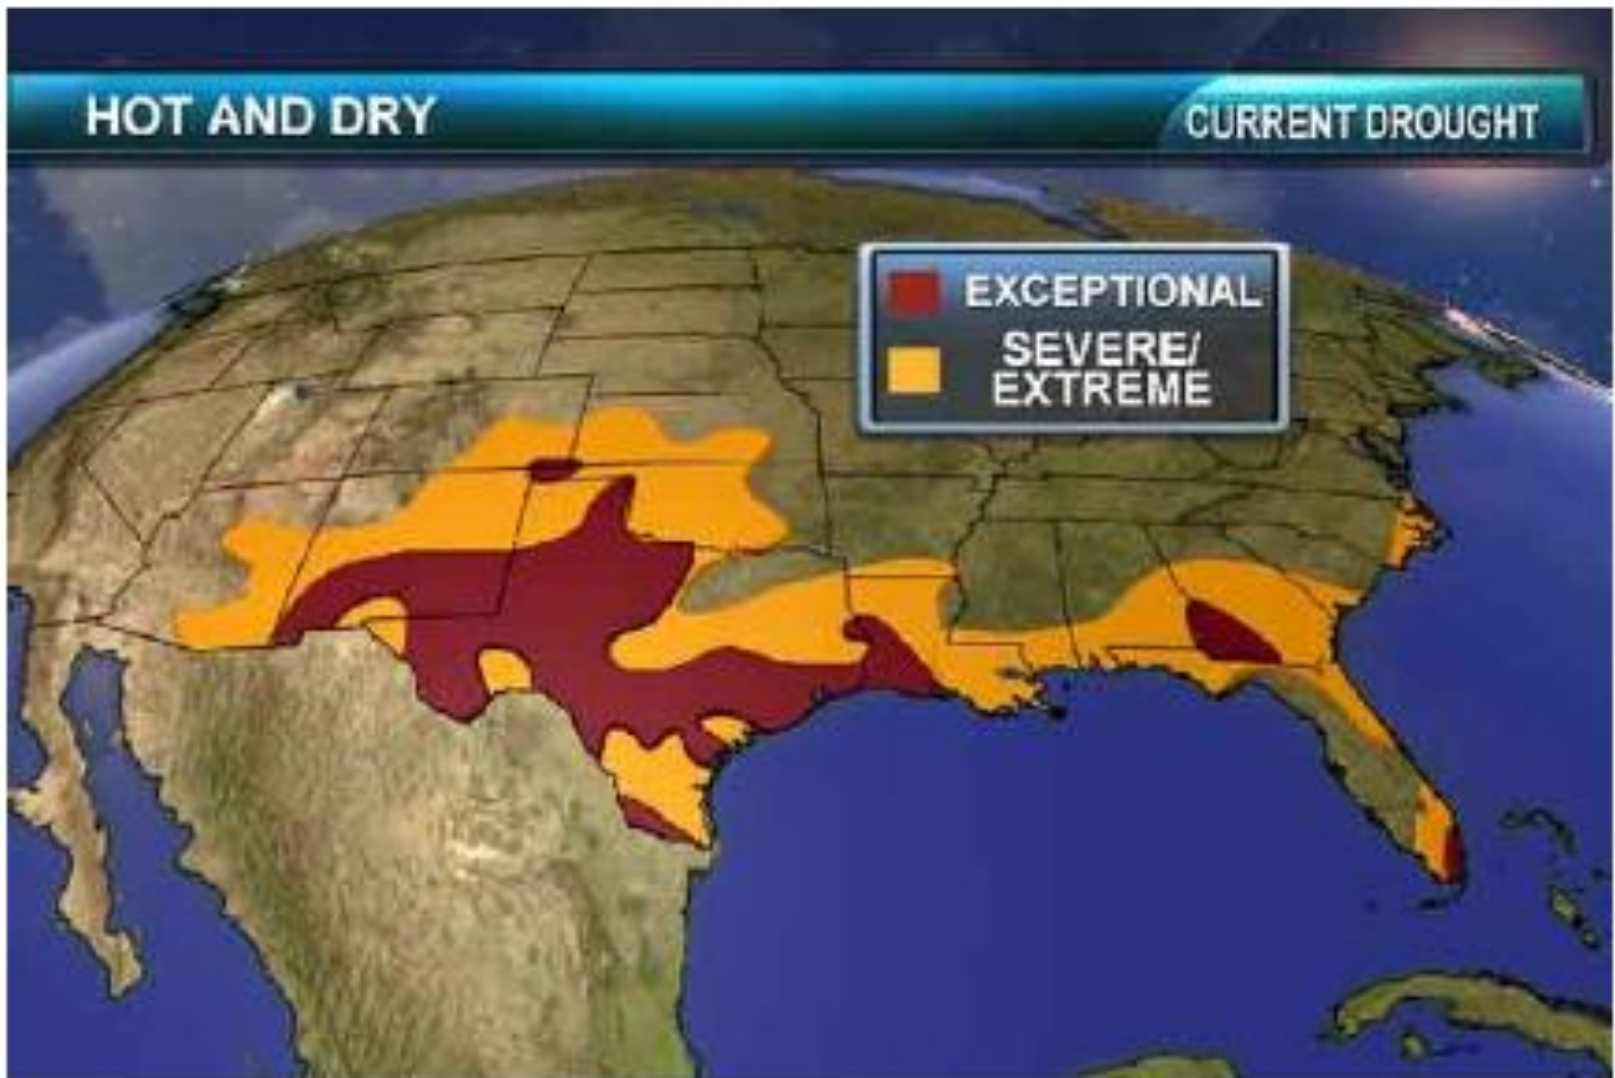 HOT AND DRY
CURRENT DROUGHT
EXCEPTIONAL
SEVERE/
EXTREME